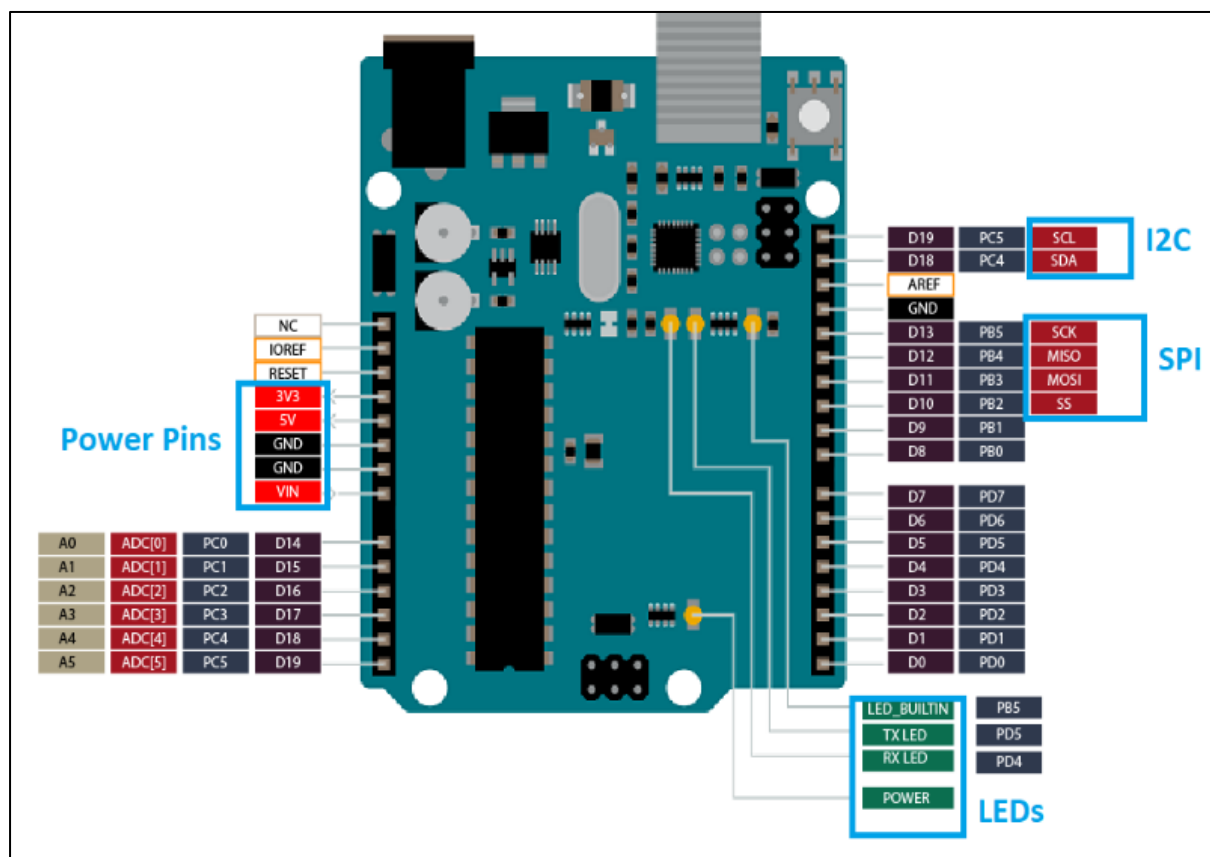 D19 PC5 SCL
I2C
D18 PC4 SDA
AREF
GND
NC
D13 PB5 SCK
IOREF
D12 PB4 MISO
SPI
RESET
D11 PB3 MOSI
3V3
D10 PB2 SS
5V
D9 PB1
Power Pins
GND
D8 PB0
GND
VIN
D7 PD7
D6 PD6
A0 ADC[0] PC0 D14
D5 PD5
A1 ADC[1] PC1 D15
D4 PD4
A2 ADC[2] PC2 D16
D3 PD3
A3 ADC[3] PC3 D17
D2 PD2
A4 ADC[4] PC4 D18
D1 PD1
A5 ADC[5] PC5 D19
D0 PD0
LED_BUILTIN PB5
TX LED PD5
RX LED PD4
POWER
LEDs